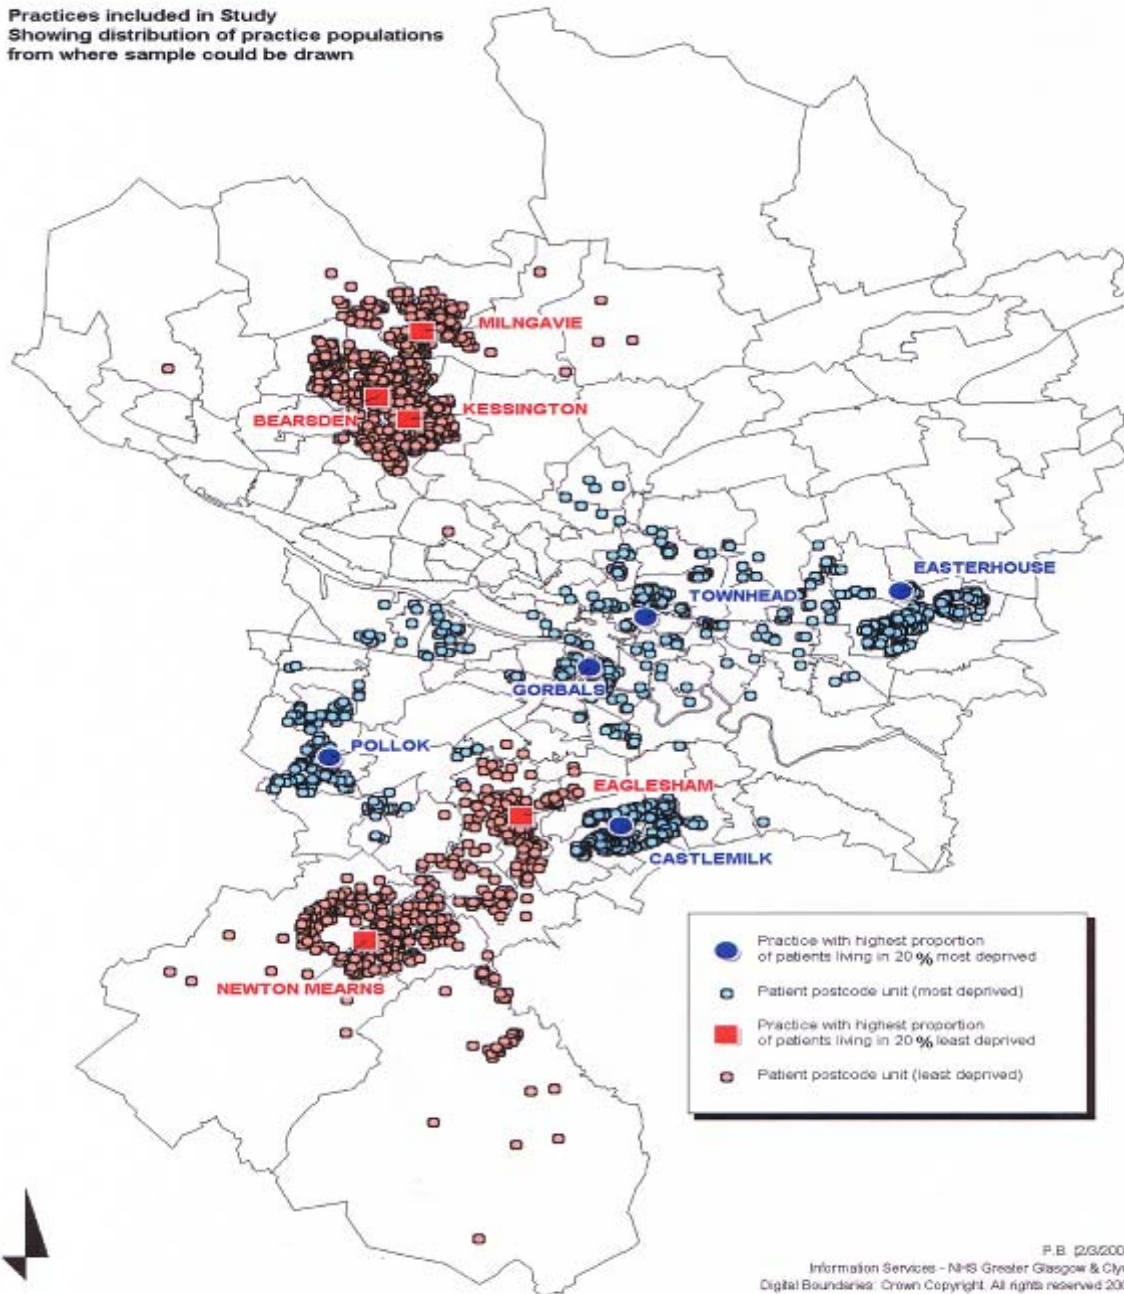 Practices included in Study
Showing distribution of practice populations
from where sample could be drawn
MILNGAVIE
BEARSDEN
KESSINGTON
EASTERHOUSE
TOWNHEAD
GORBALS
POLLOK
EAGLESHAM
CASTLEMILK
NEWTON MEARNS
Practice with highest proportion
of patients living in 20 % most deprived
Patient postcode unit (most deprived)
Practice with highest proportion
of patients living in 20 % least deprived
Patient postcode unit (least deprived)
P.B.
Information Services - NHS Greater Glasgow &
Digital Boundaries: Crown Copyright. All rights reserved